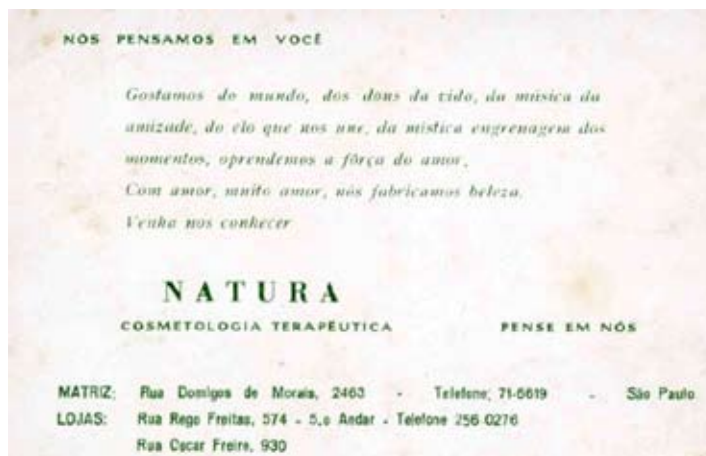 NÓS PENSAMOS EM VOCÊ
Gostamos do mundo, dos dons da vida, da música da
amizade, do elo que nos une, da mística engrenagem dos
momentos, oprendemos a fôrça do amor,
Com amor, muito amor, nós fabricamos beleza.
Venha nos conhecer
NATURA
COSMETOLOGIA TERAPÊUTICA PENSE EM NÓS
MATRIZ: Rua Domigos de Morais, 2463 - Telefone: 71-6619 - São Paulo
LOJAS: Rua Rego Freitas, 574 - 5.o Andar - Telefone 256-0276
Rua Oscar Freire, 930